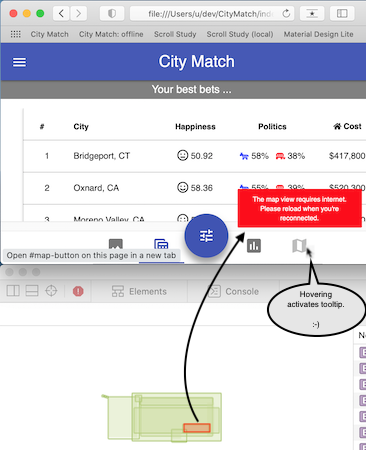 file:///Users/u/dev/CityMatch/inde
City Match
City Match: offline
Scroll Study
Scroll Study (local)
Material Design Lite
City Match
Your best bets ...
# City Happiness Politics Cost
1 Bridgeport, CT 50.92 58% 38% $417,800
2 Oxnard, CA 58.36 55% 39% $520,300
3 Moreno Valley, CA
The map view requires internet.
Please reload when you're
reconnected.
Open #map-button on this page in a new tab
Hovering
activates tooltip.
:-)
Elements
Console